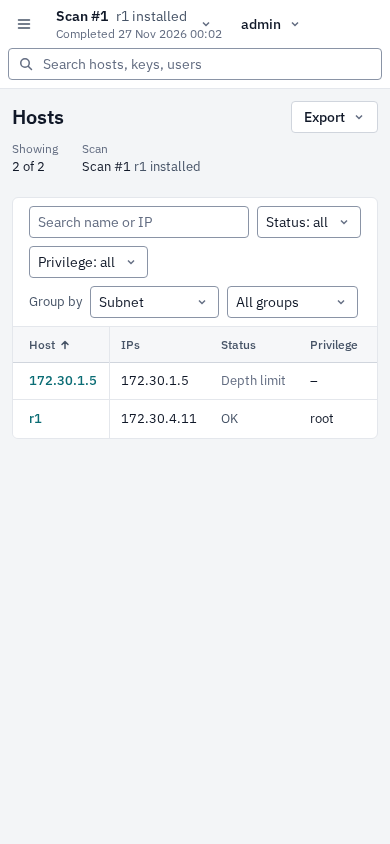 Scan #1 r1 installed
Completed 27 Nov 2026 00:02
admin
Search hosts, keys, users
Hosts
Export
Showing
2 of 2
Scan
Scan #1 r1 installed
Search name or IP
Status: all
Privilege: all
Group by
Subnet
All groups
Host ↑ IPs Status Privilege
172.30.1.5 172.30.1.5 Depth limit –
r1 172.30.4.11 OK root